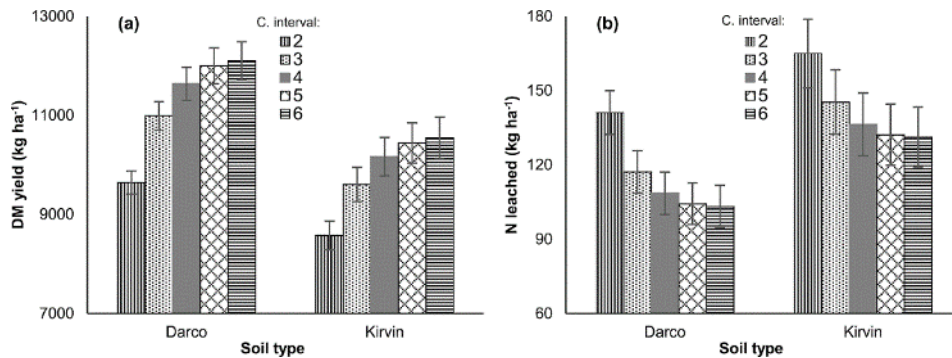 (a)
C. interval:
2
3
4
5
6
13000
11000
9000
7000
DM yield (kg ha⁻¹)
Darco
Kirvin
Soil type
(b)
C. interval:
2
3
4
5
6
180
150
120
90
60
N leached (kg ha⁻¹)
Darco
Kirvin
Soil type